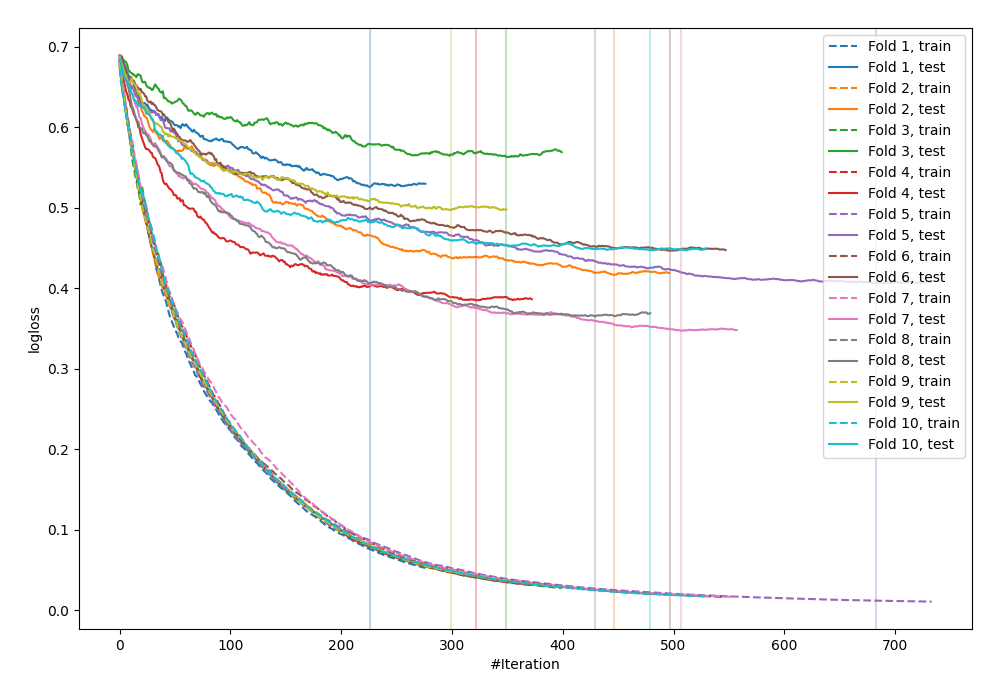 0.7
0.6
0.5
0.4
0.3
0.2
0.1
0.0
logloss
0
100
200
300
400
500
600
700
#Iteration
Fold 1, train
Fold 1, test
Fold 2, train
Fold 2, test
Fold 3, train
Fold 3, test
Fold 4, train
Fold 4, test
Fold 5, train
Fold 5, test
Fold 6, train
Fold 6, test
Fold 7, train
Fold 7, test
Fold 8, train
Fold 8, test
Fold 9, train
Fold 9, test
Fold 10, train
Fold 10, test